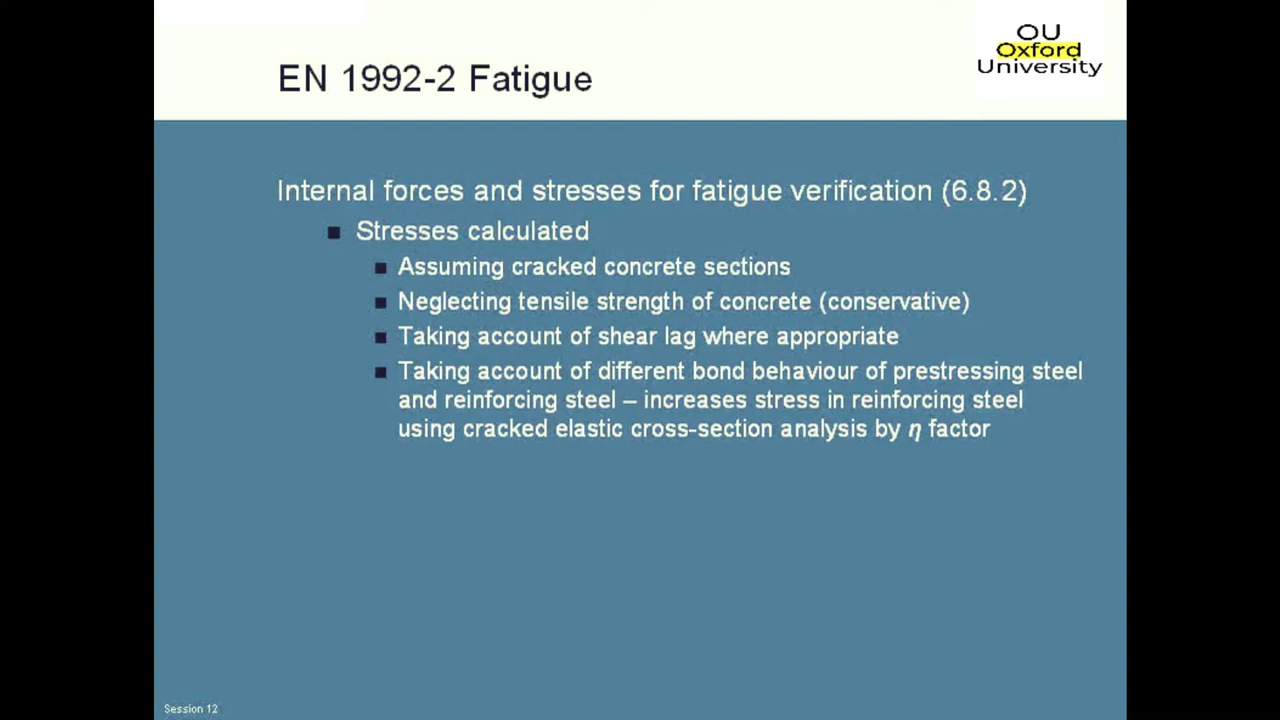 OU
Oxford
University
EN 1992-2 Fatigue
Internal forces and stresses for fatigue verification (6.8.2)
Stresses calculated
Assuming cracked concrete sections
Neglecting tensile strength of concrete (conservative)
Taking account of shear lag where appropriate
Taking account of different bond behaviour of prestressing steel
and reinforcing steel – increases stress in reinforcing steel
using cracked elastic cross-section analysis by η factor
Session 12